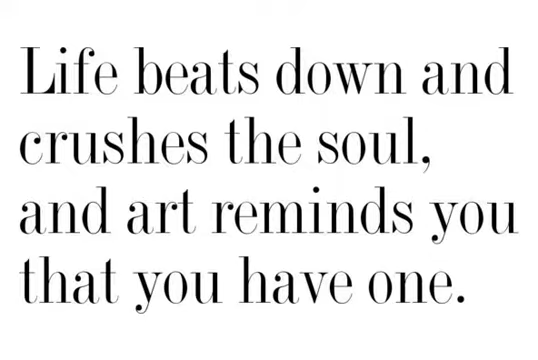 Life beats down and
crushes the soul,
and art reminds you
that you have one.